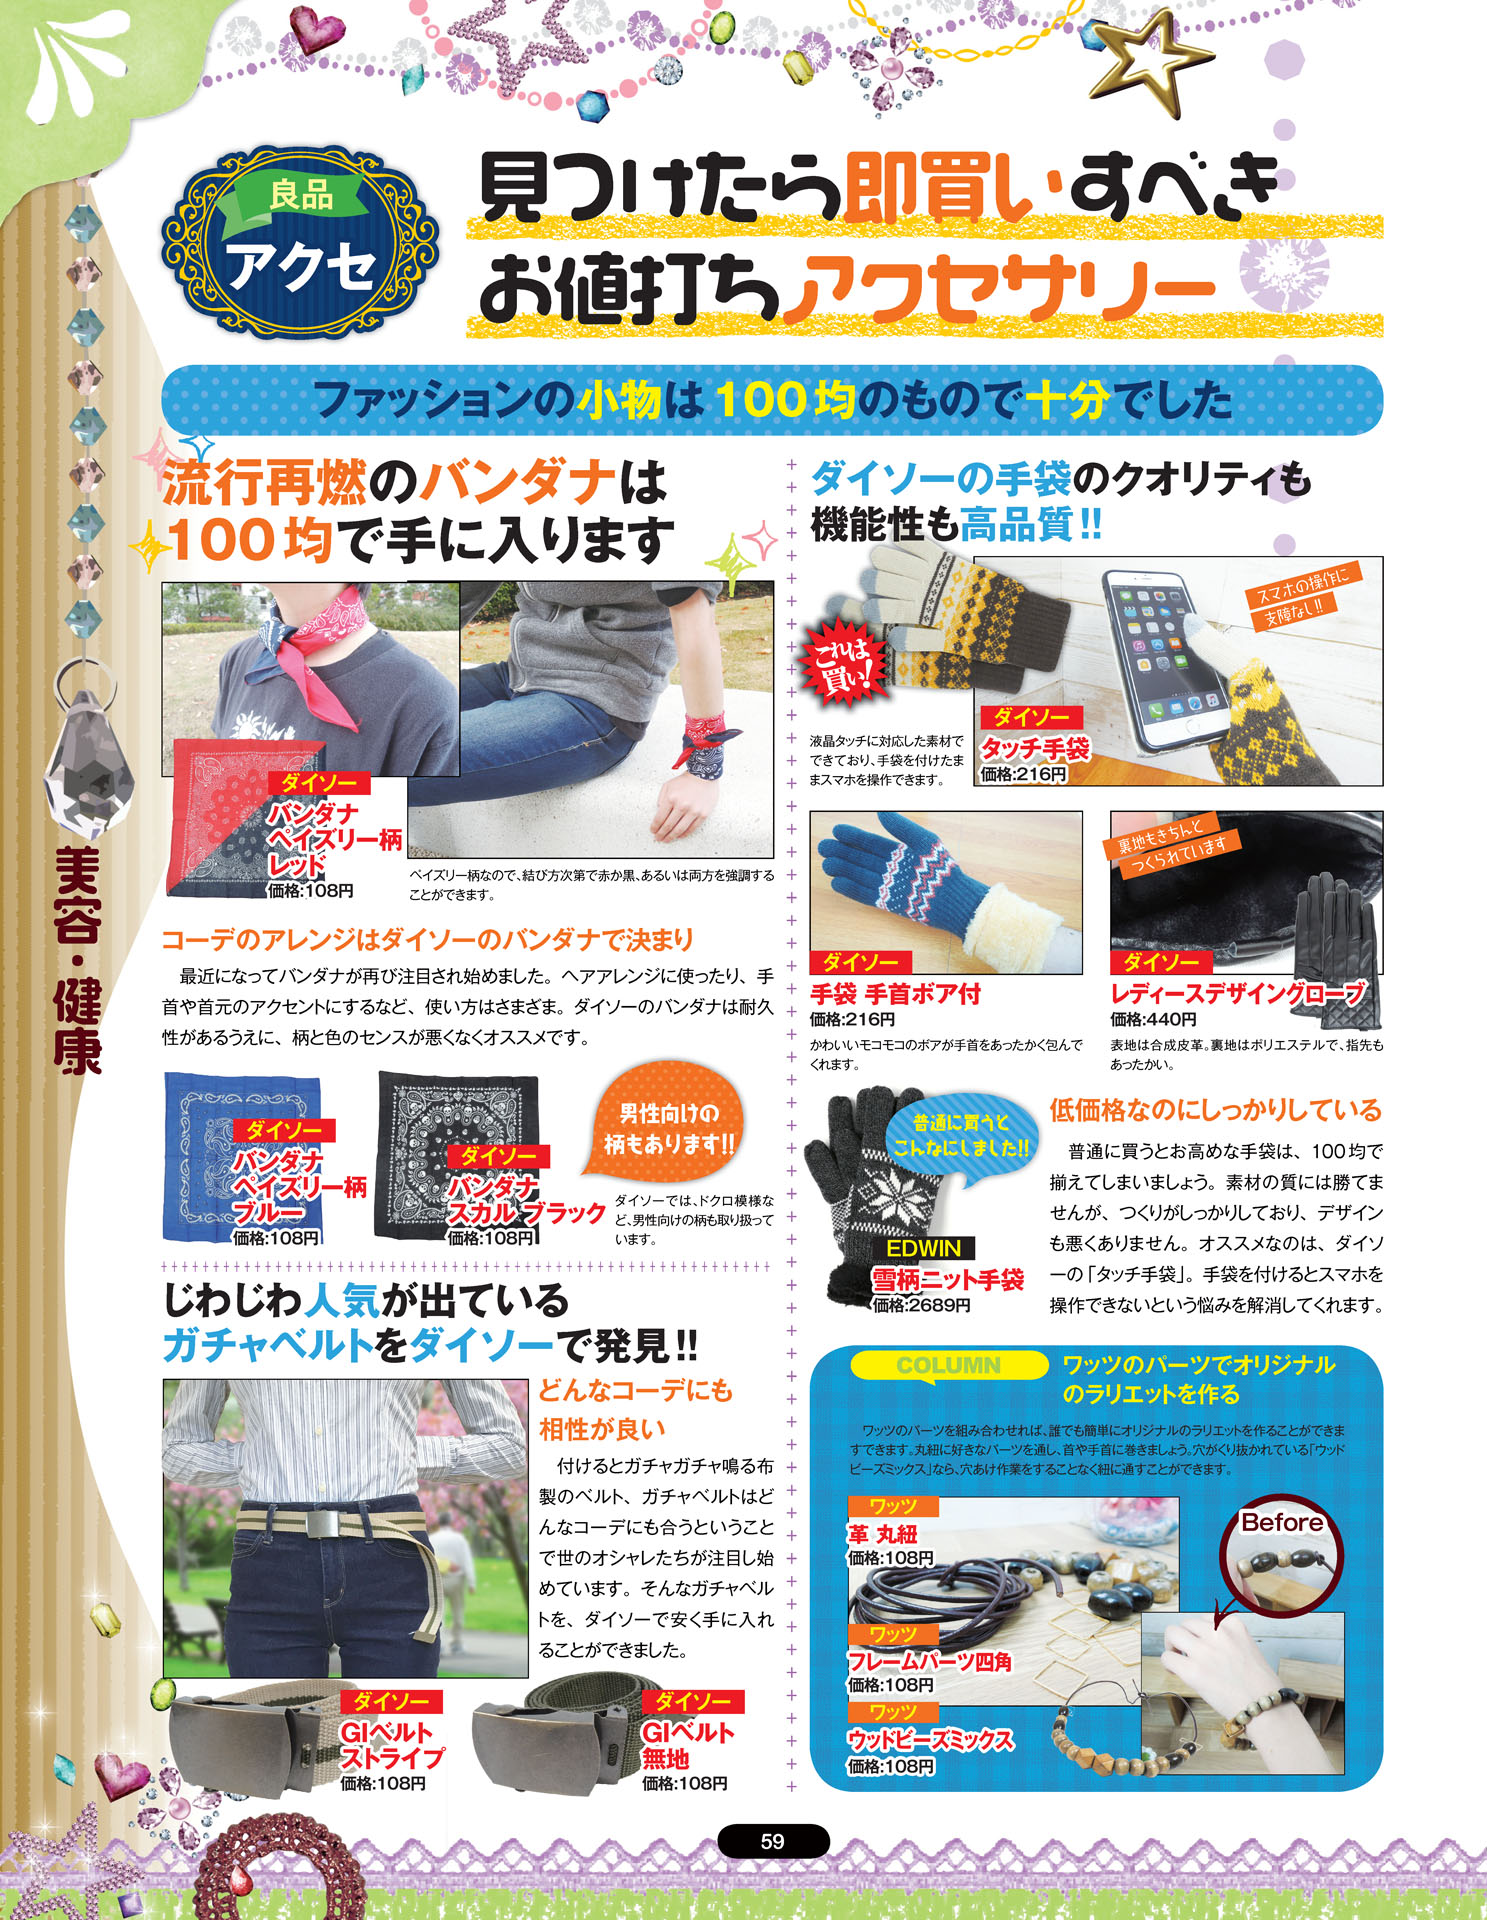 良品
アクセ
見つけたら即買いすべき
お値打ちアクセサリー
ファッションの小物は100均のもので十分でした
美容・健康
流行再燃のバンダナは
100均で手に入ります
ダイソー
バンダナ
ペイズリー柄
レッド
価格:108円
ペイズリー柄なので、結び方次第で赤か黒、あるいは両方を強調する
ことができます。
コーデのアレンジはダイソーのバンダナで決まり
最近になってバンダナが再び注目され始めました。ヘアアレンジに使ったり、手
首や首元のアクセントにするなど、使い方はさまざま。ダイソーのバンダナは耐久
性があるうえに、柄と色のセンスが悪くなくオススメです。
ダイソー
バンダナ
ペイズリー柄
ブルー
価格:108円
ダイソー
バンダナ
スカル ブラック
価格:108円
男性向けの
柄もあります!!
ダイソーでは、ドクロ模様な
ど、男性向けの柄も取り扱って
います。
じわじわ人気が出ている
ガチャベルトをダイソーで発見!!
どんなコーデにも
相性が良い
付けるとガチャガチャ鳴る布
製のベルト、ガチャベルトはど
んなコーデにも合うということ
で世のオシャレたちが注目し始
めています。そんなガチャベル
トを、ダイソーで安く手に入れ
ることができました。
ダイソー
GIベルト
ストライプ
価格:108円
ダイソー
GIベルト
無地
価格:108円
ダイソーの手袋のクオリティも
機能性も高品質!!
これは
買い!
スマホの操作に
支障なし!!
液晶タッチに対応した素材で
できており、手袋を付けたま
まスマホを操作できます。
ダイソー
タッチ手袋
価格:216円
ダイソー
手袋 手首ボア付
価格:216円
かわいいモコモコのボアが手首をあったかく包んで
くれます。
裏地もきちんと
つくられています
ダイソー
レディースデザイングローブ
価格:440円
表地は合成皮革。裏地はポリエステルで、指先も
あったかい。
普通に買うと
こんなにしました!!
EDWIN
雪柄ニット手袋
価格:2689円
低価格なのにしっかりしている
普通に買うとお高めな手袋は、100均で
揃えてしまいましょう。素材の質には勝てま
せんが、つくりがしっかりしており、デザイン
も悪くありません。オススメなのは、ダイソ
ーの「タッチ手袋」。手袋を付けるとスマホを
操作できないという悩みを解消してくれます。
COLUMN
ワッツのパーツでオリジナル
のラリエットを作る
ワッツのパーツを組み合わせれば、誰でも簡単にオリジナルのラリエットを作ることができま
すできます。丸紐に好きなパーツを通し、首や手首に巻きましょう。穴がくり抜かれている「ウッド
ビーズミックス」なら、穴あけ作業をすることなく紐に通すことができます。
ワッツ
革 丸紐
価格:108円
ワッツ
フレームパーツ四角
価格:108円
ワッツ
ウッドビーズミックス
価格:108円
Before
59